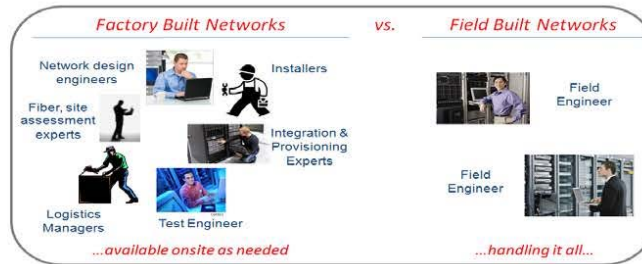 Factory Built Networks
vs.
Field Built Networks
Network design
engineers
Installers
Fiber, site
assessment
experts
Integration &
Provisioning
Experts
Logistics
Managers
Test Engineer
...available onsite as needed
Field
Engineer
Field
Engineer
...handling it all...